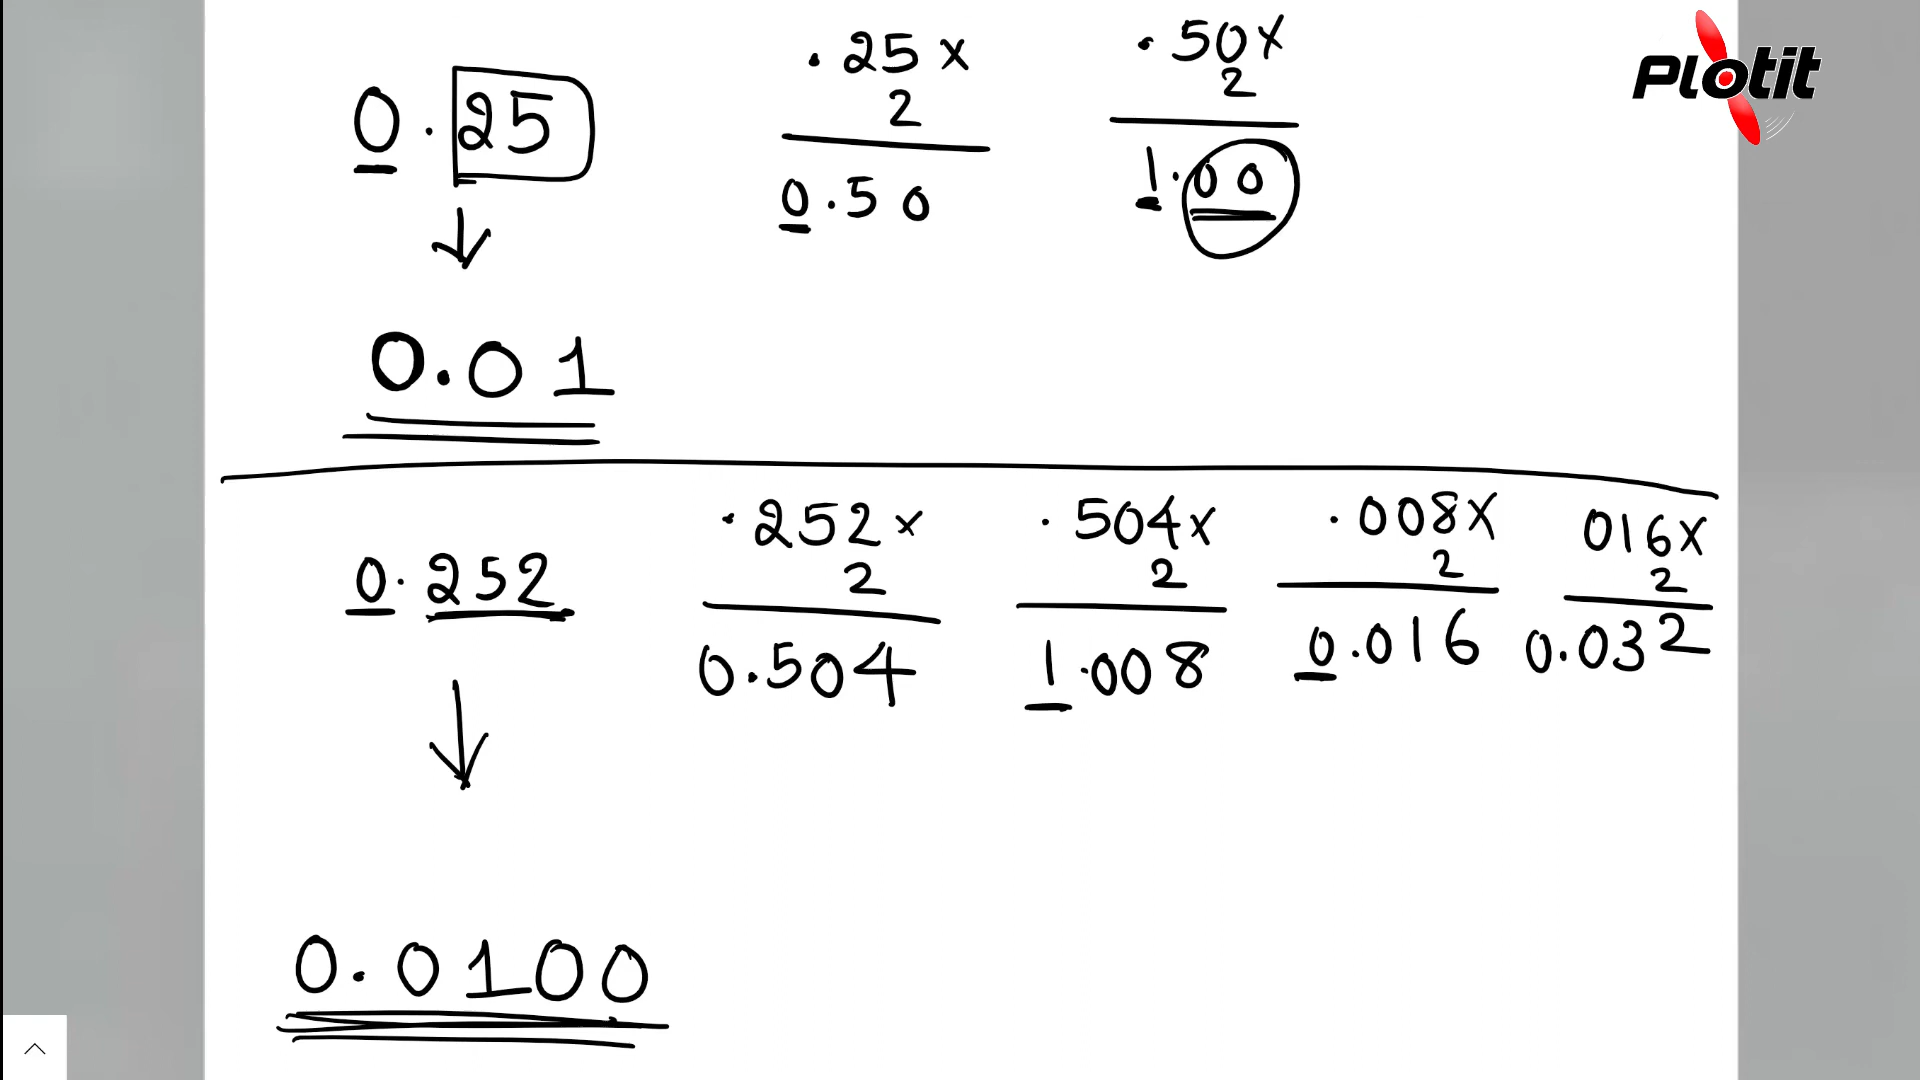 Plotit
0.25
.25 x
2
0.50
.50 x
2
1.00
0.01
0.252
.252 x
2
0.504
.504 x
2
1.008
.008 x
2
0.016
016 x
2
0.032
0.0100